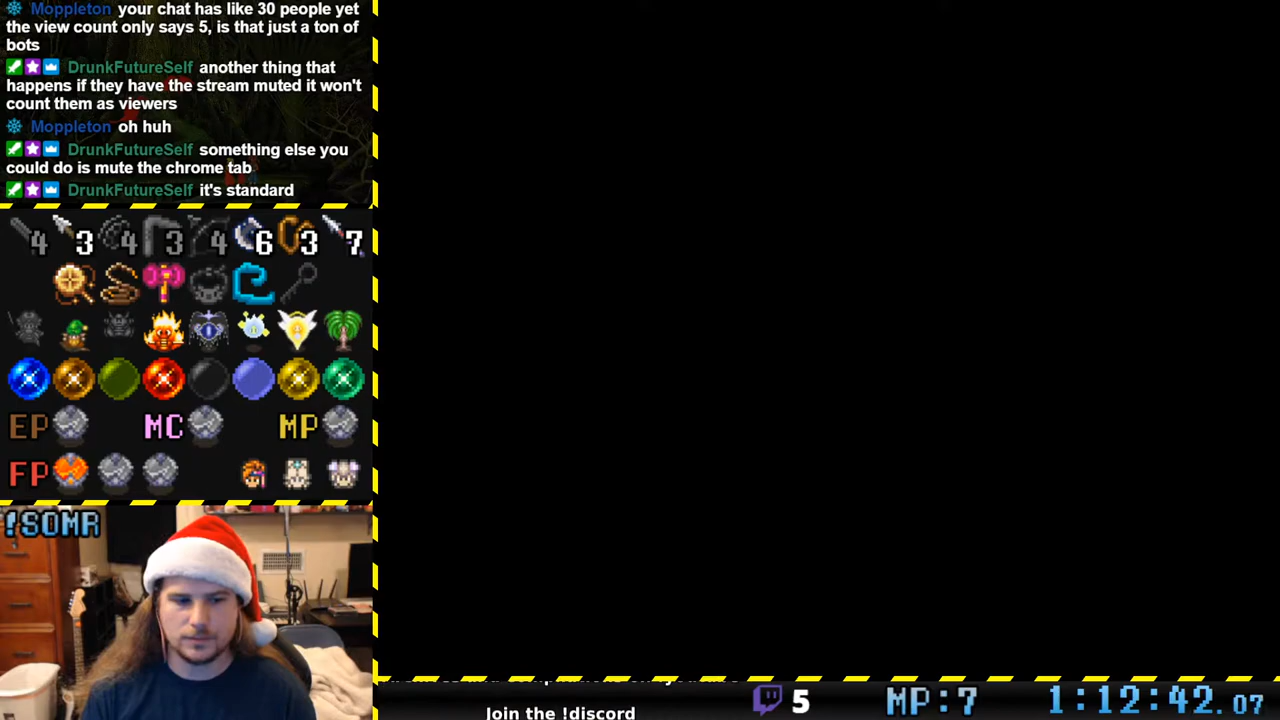 Moppleton your chat has like 30 people yet
the view count only says 5, is that just a ton of
bots
DrunkFutureSelf another thing that
happens if they have the stream muted it won't
count them as viewers
Moppleton oh huh
DrunkFutureSelf something else you
could do is mute the chrome tab
DrunkFutureSelf it's standard
4 3 4 3 4 6 3 7
EP MC MP
FP
!SOMR
Join the !discord
5 MP:7 1:12:42.07